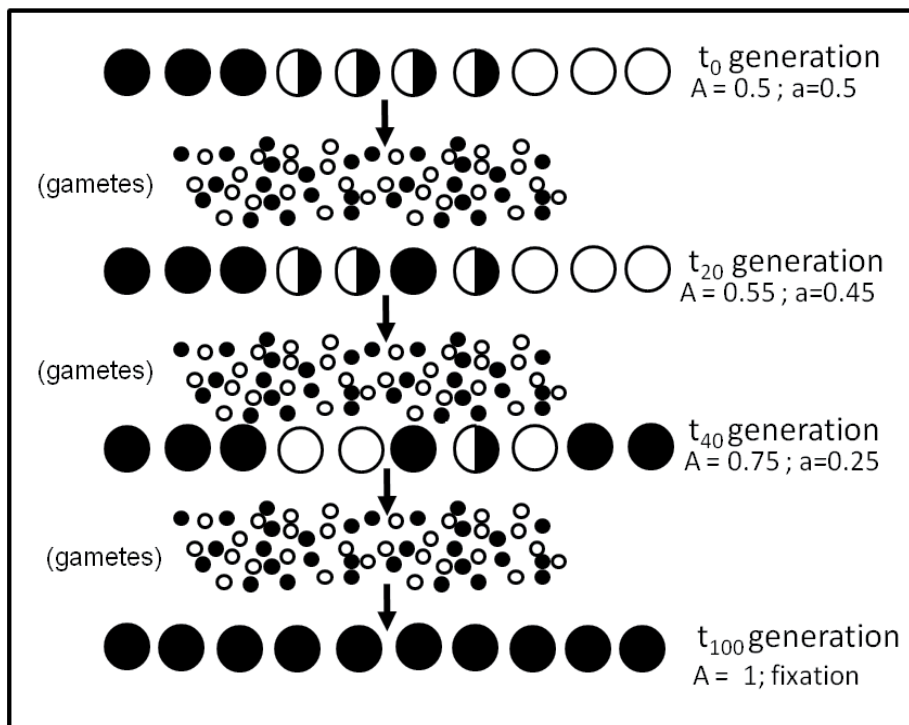 t₀ generation
A = 0.5 ; a=0.5
(gametes)
t₂₀ generation
A = 0.55 ; a=0.45
(gametes)
t₄₀ generation
A = 0.75 ; a=0.25
(gametes)
t₁₀₀ generation
A = 1; fixation